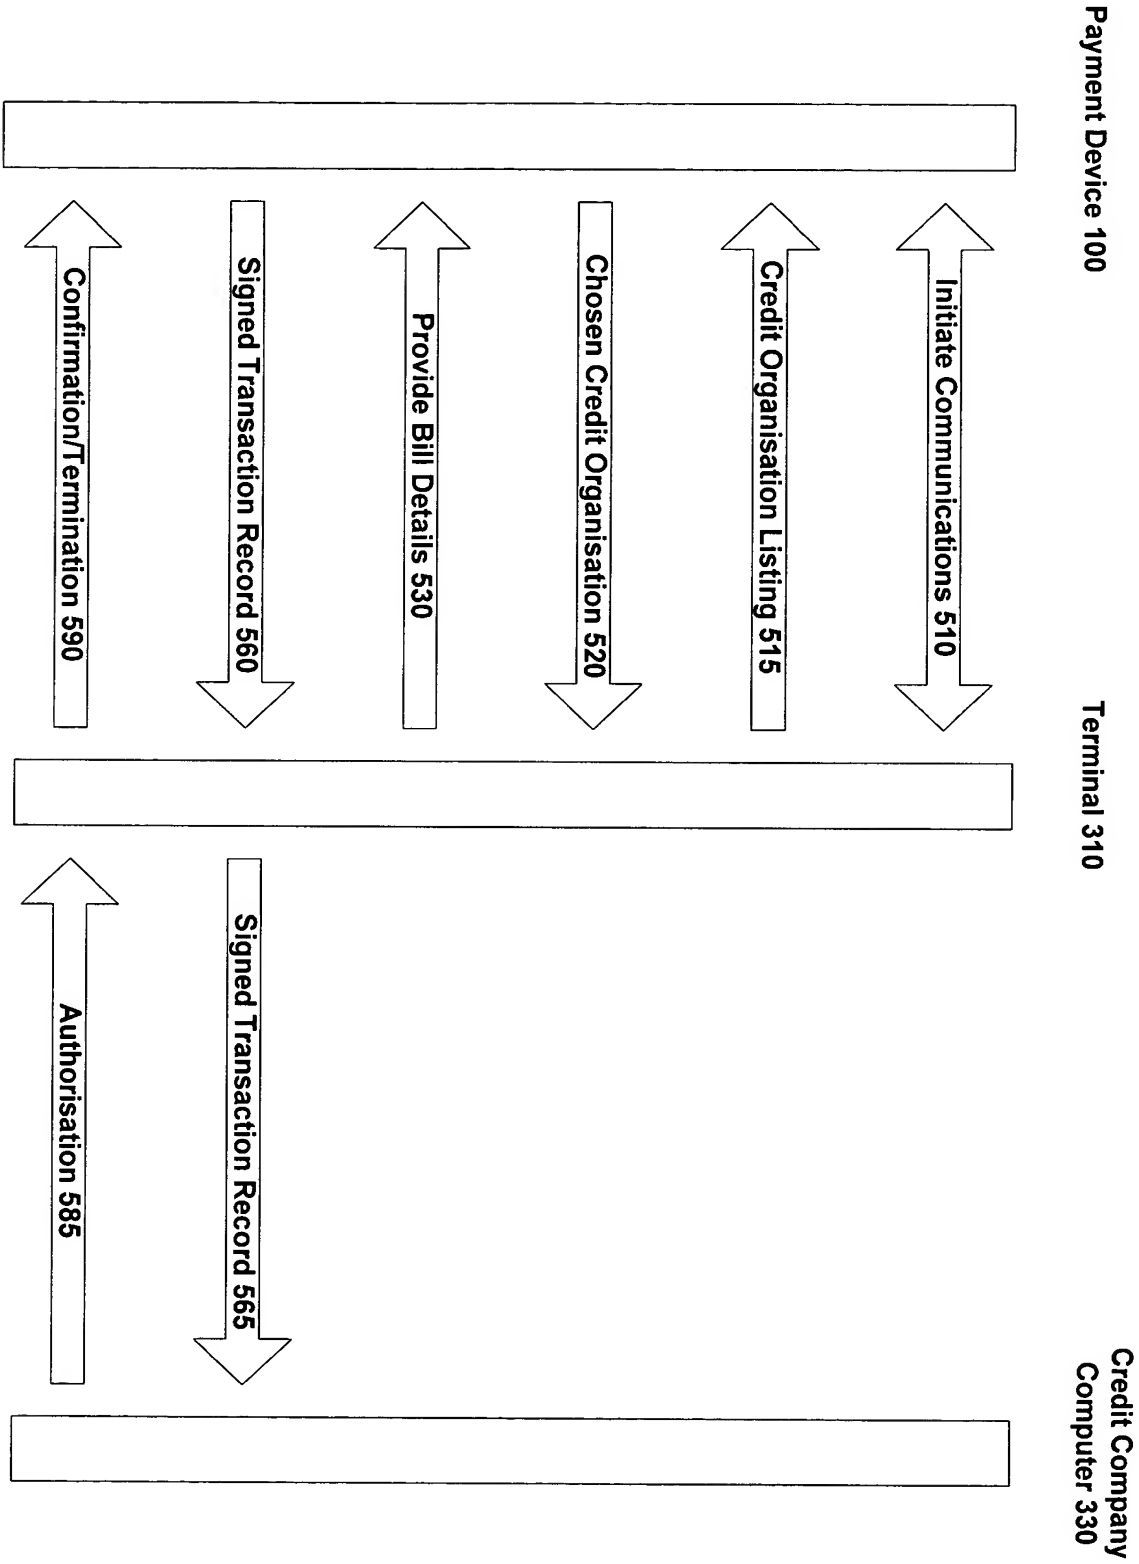 Payment Device 100
Terminal 310
Credit Company
Computer 330
Initiate Communications 510
Credit Organisation Listing 515
Chosen Credit Organisation 520
Provide Bill Details 530
Signed Transaction Record 560
Signed Transaction Record 565
Confirmation/Termination 590
Authorisation 585